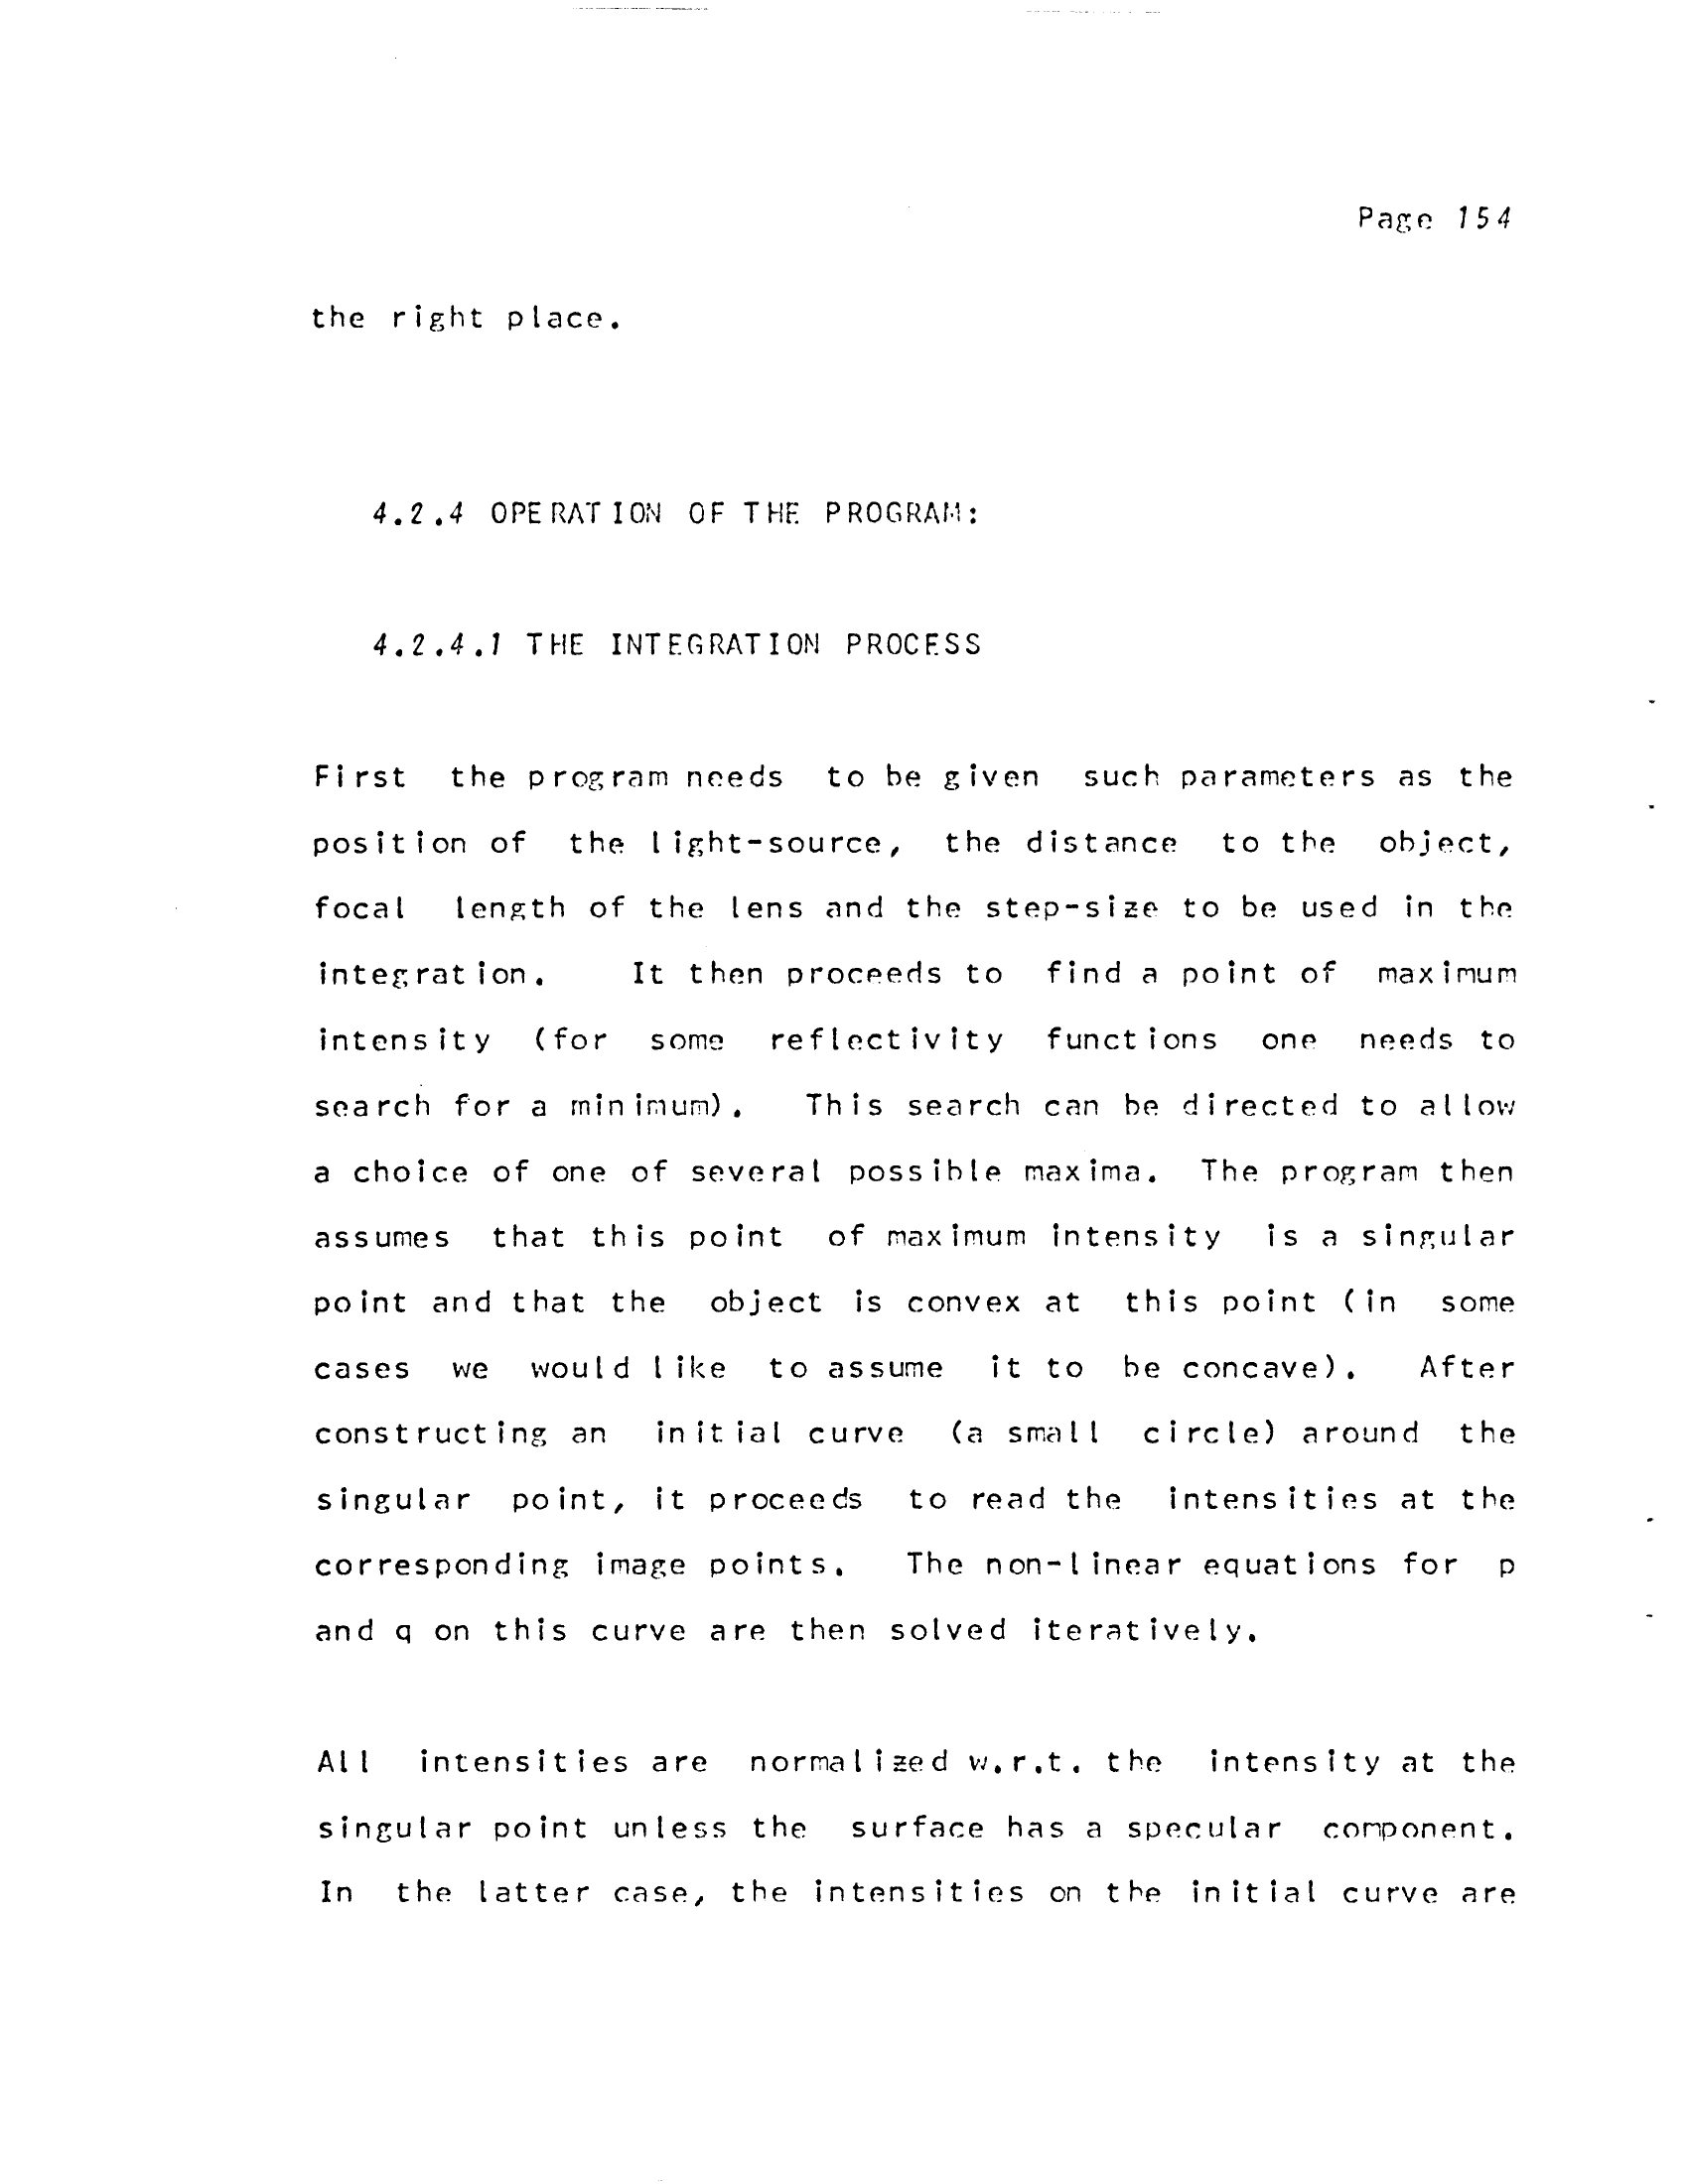 Page 154
the right place.
4.2.4 OPERATION OF THE PROGRAM:
4.2.4.1 THE INTEGRATION PROCESS
First the program needs to be given such parameters as the
position of the light-source, the distance to the object,
focal length of the lens and the step-size to be used in the
integration. It then proceeds to find a point of maximum
intensity (for some reflectivity functions one needs to
search for a minimum). This search can be directed to allow
a choice of one of several possible maxima. The program then
assumes that this point of maximum intensity is a singular
point and that the object is convex at this point (in some
cases we would like to assume it to be concave). After
constructing an initial curve (a small circle) around the
singular point, it proceeds to read the intensities at the
corresponding image points. The non-linear equations for p
and q on this curve are then solved iteratively.
All intensities are normalized w.r.t. the intensity at the
singular point unless the surface has a specular component.
In the latter case, the intensities on the initial curve are